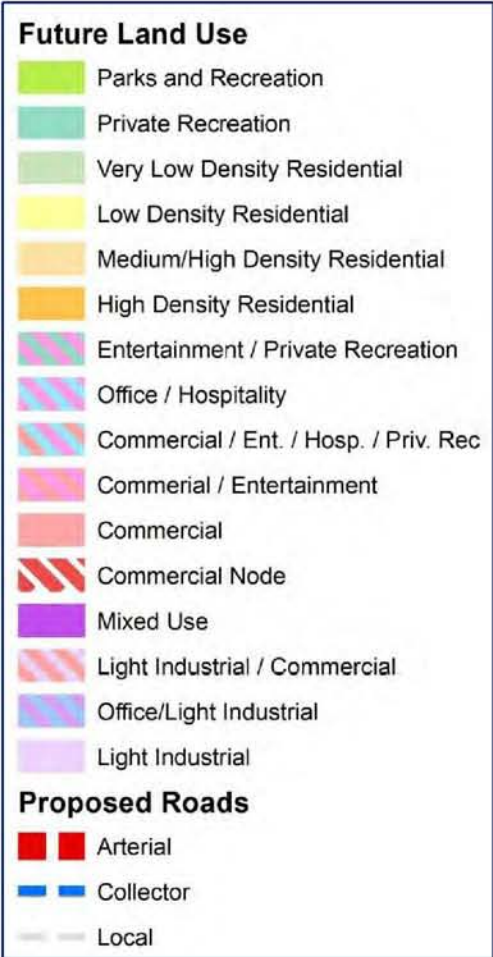 Future Land Use
Parks and Recreation
Private Recreation
Very Low Density Residential
Low Density Residential
Medium/High Density Residential
High Density Residential
Entertainment / Private Recreation
Office / Hospitality
Commercial / Ent. / Hosp. / Priv. Rec
Commerial / Entertainment
Commercial
Commercial Node
Mixed Use
Light Industrial / Commercial
Office/Light Industrial
Light Industrial
Proposed Roads
Arterial
Collector
Local